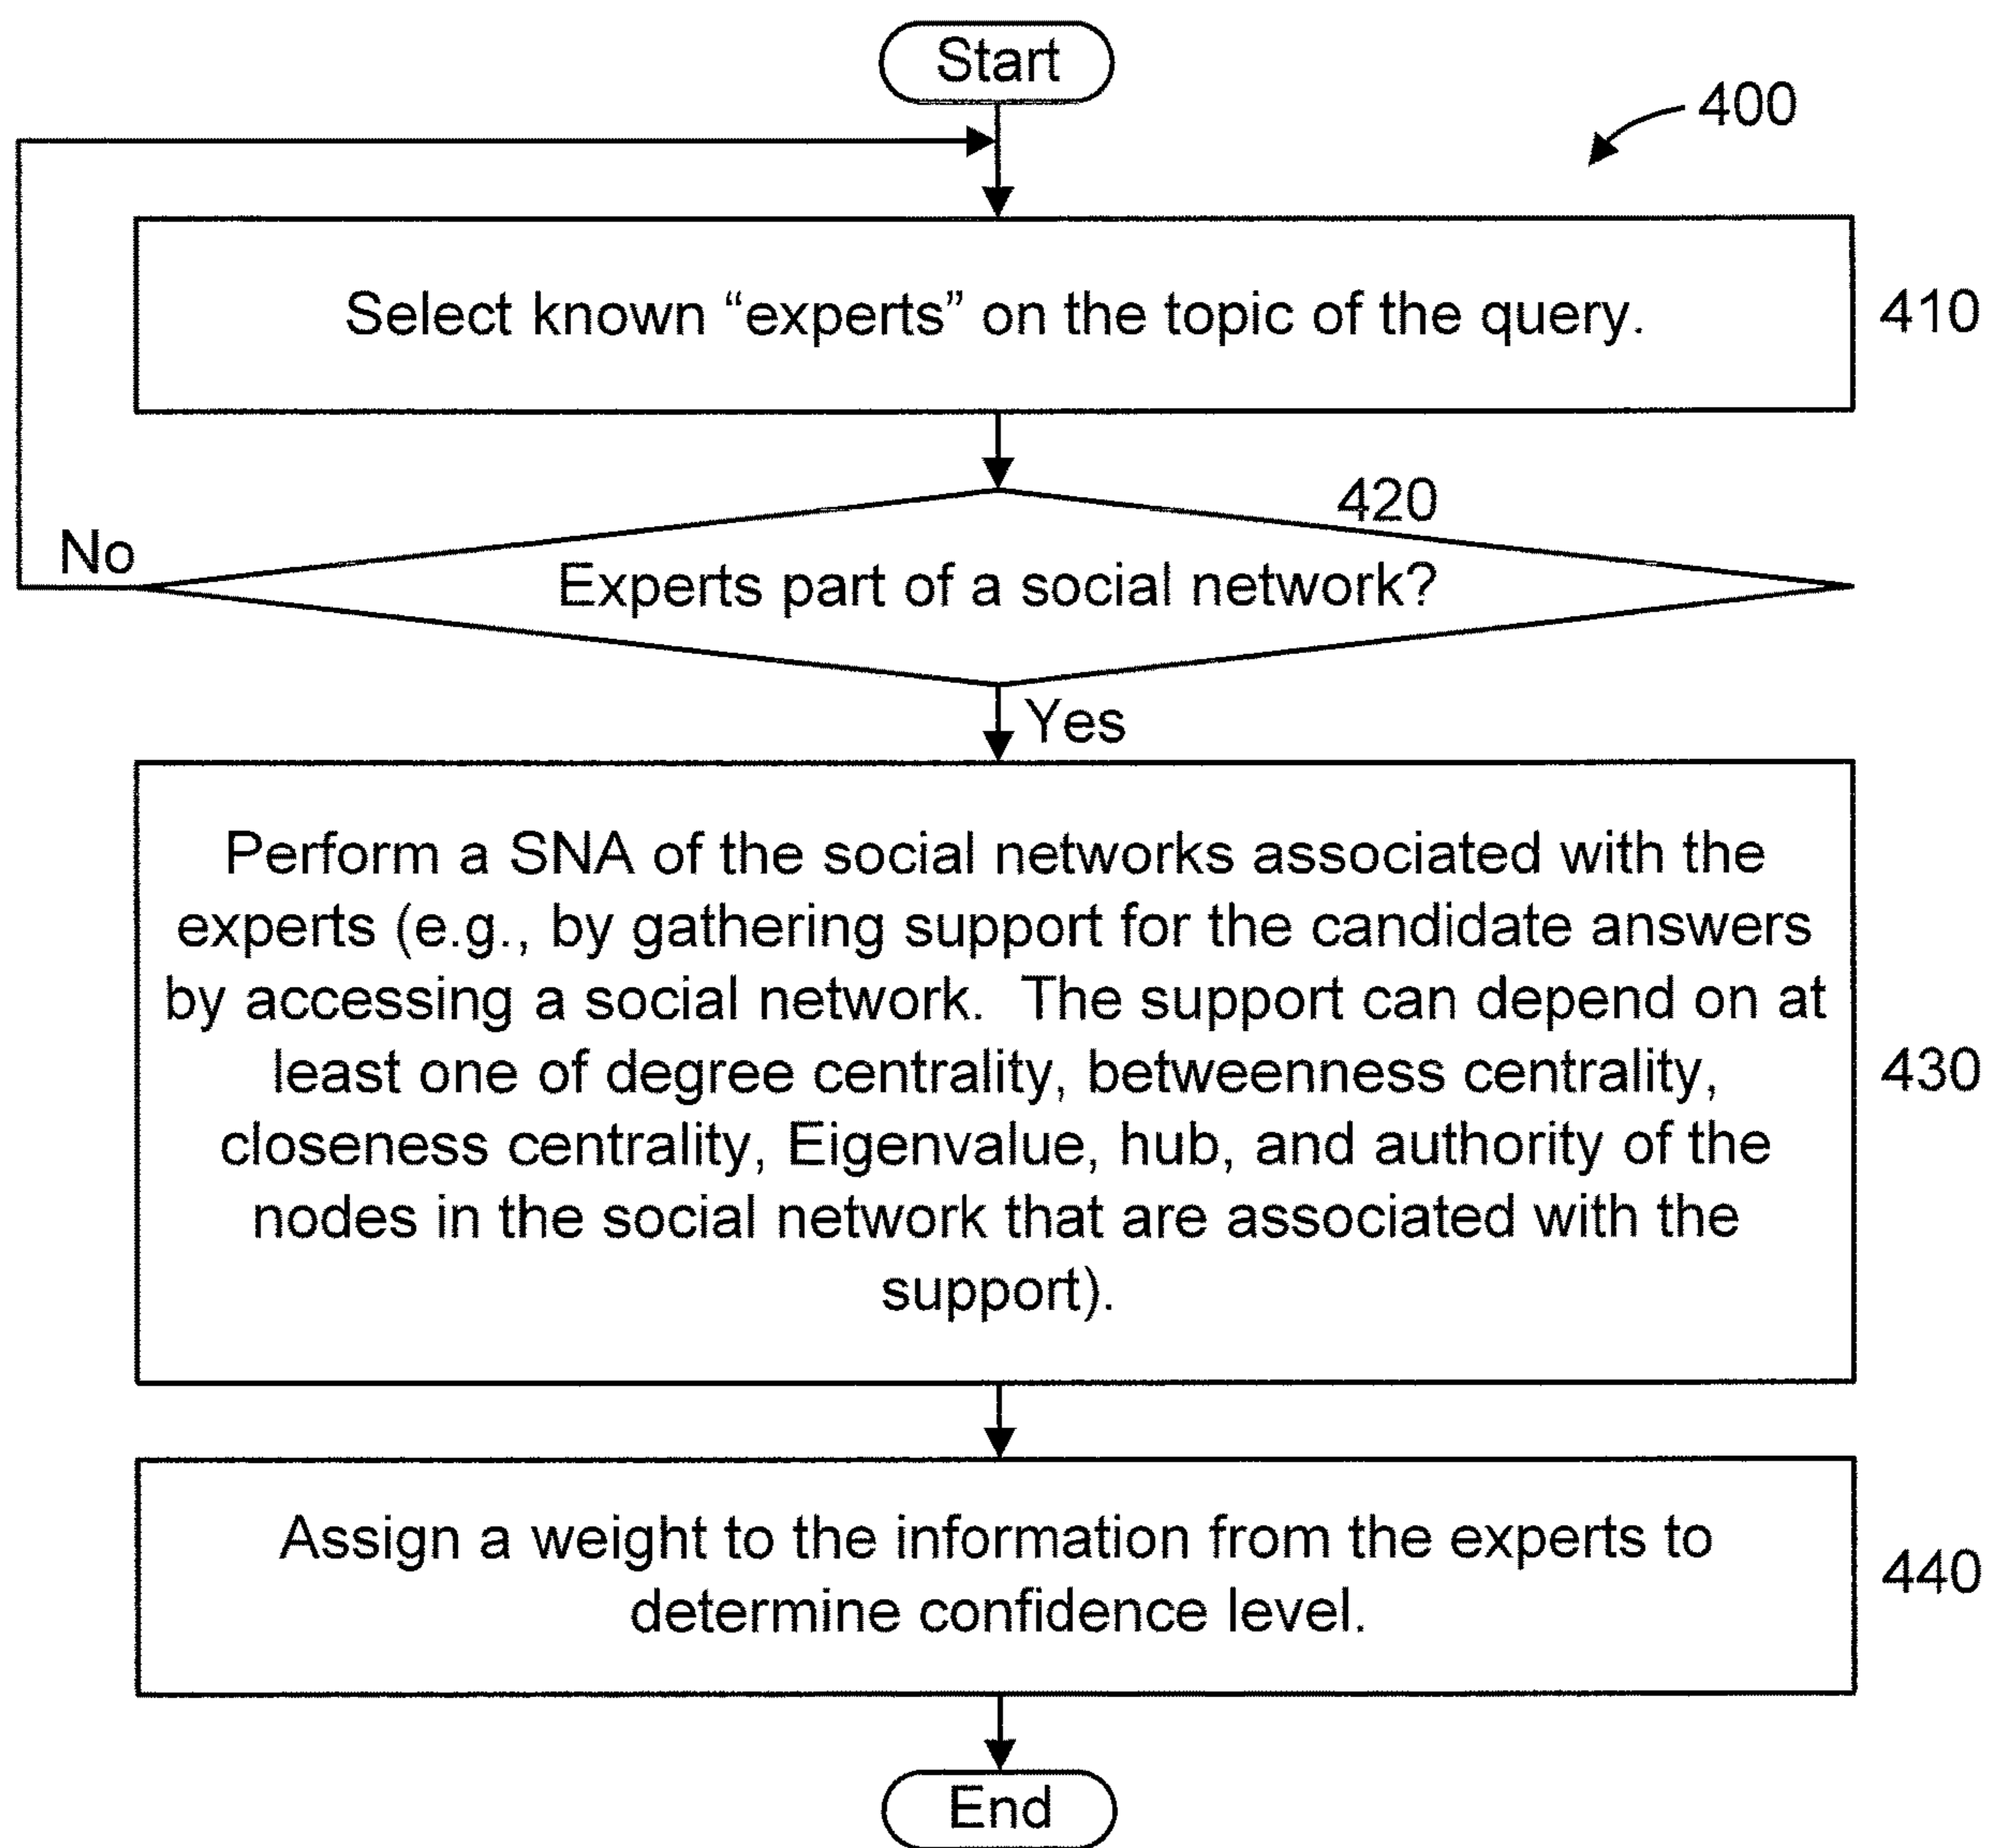 Start
400
Select known “experts” on the topic of the query.
410
420
No
Experts part of a social network?
Yes
Perform a SNA of the social networks associated with the
experts (e.g., by gathering support for the candidate answers
by accessing a social network.  The support can depend on at
least one of degree centrality, betweenness centrality,
closeness centrality, Eigenvalue, hub, and authority of the
nodes in the social network that are associated with the
support).
430
Assign a weight to the information from the experts to
determine confidence level.
440
End